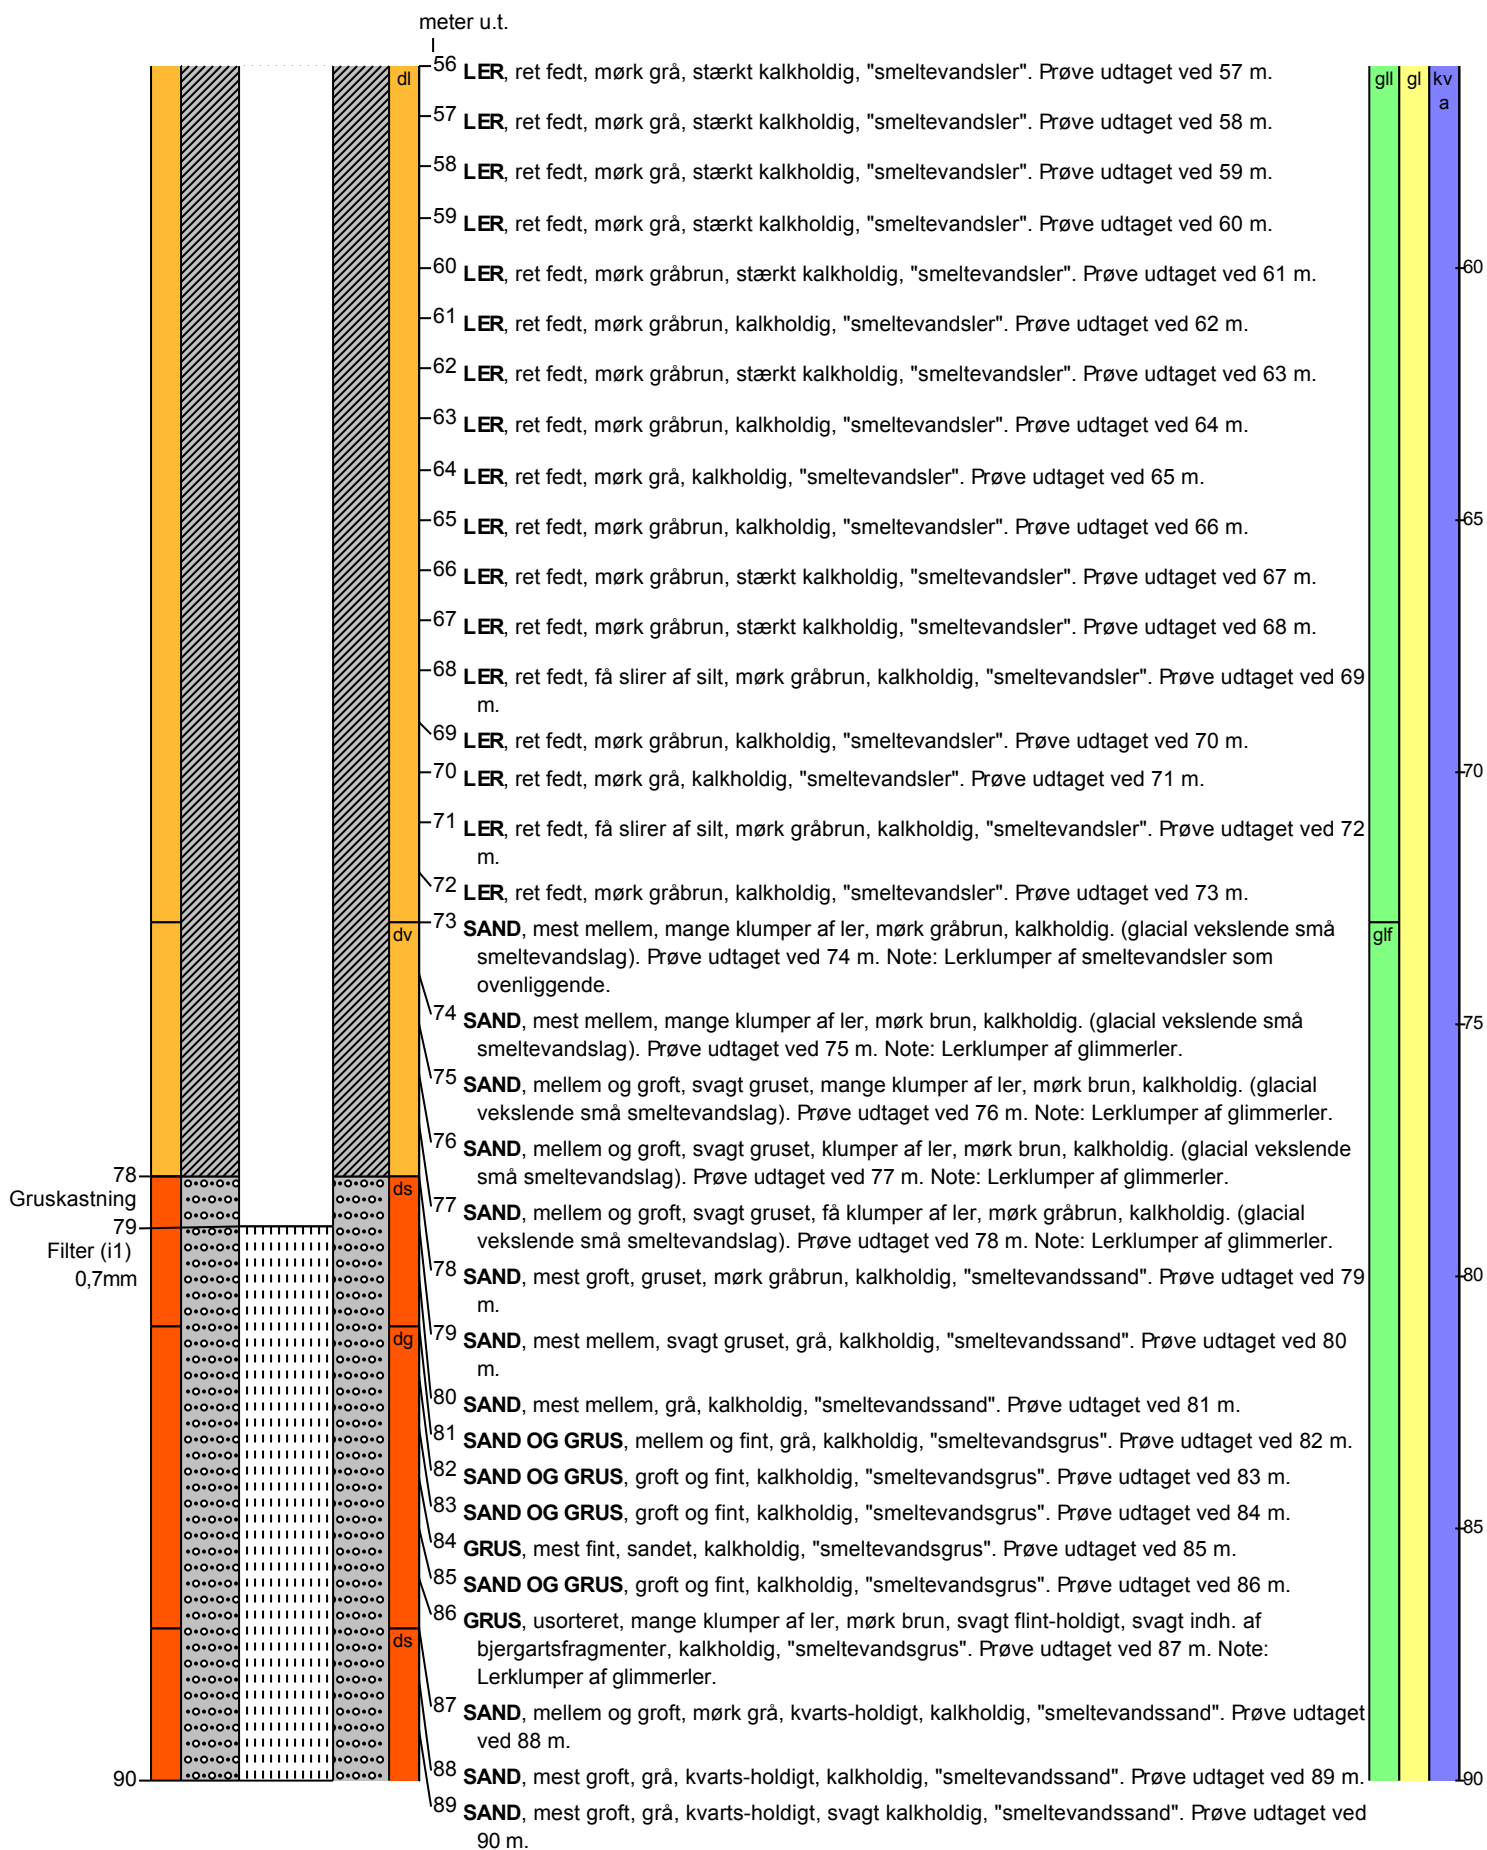 meter u.t.
56 LER, ret fedt, mørk grå, stærkt kalkholdig, "smeltevandsler". Prøve udtaget ved 57 m.
57 LER, ret fedt, mørk grå, stærkt kalkholdig, "smeltevandsler". Prøve udtaget ved 58 m.
58 LER, ret fedt, mørk grå, stærkt kalkholdig, "smeltevandsler". Prøve udtaget ved 59 m.
59 LER, ret fedt, mørk grå, stærkt kalkholdig, "smeltevandsler". Prøve udtaget ved 60 m.
60 LER, ret fedt, mørk gråbrun, stærkt kalkholdig, "smeltevandsler". Prøve udtaget ved 61 m.
61 LER, ret fedt, mørk gråbrun, kalkholdig, "smeltevandsler". Prøve udtaget ved 62 m.
62 LER, ret fedt, mørk gråbrun, stærkt kalkholdig, "smeltevandsler". Prøve udtaget ved 63 m.
63 LER, ret fedt, mørk gråbrun, kalkholdig, "smeltevandsler". Prøve udtaget ved 64 m.
64 LER, ret fedt, mørk grå, kalkholdig, "smeltevandsler". Prøve udtaget ved 65 m.
65 LER, ret fedt, mørk gråbrun, kalkholdig, "smeltevandsler". Prøve udtaget ved 66 m.
66 LER, ret fedt, mørk gråbrun, stærkt kalkholdig, "smeltevandsler". Prøve udtaget ved 67 m.
67 LER, ret fedt, mørk gråbrun, stærkt kalkholdig, "smeltevandsler". Prøve udtaget ved 68 m.
68 LER, ret fedt, få slirer af silt, mørk gråbrun, kalkholdig, "smeltevandsler". Prøve udtaget ved 69
m.
69 LER, ret fedt, mørk gråbrun, kalkholdig, "smeltevandsler". Prøve udtaget ved 70 m.
70 LER, ret fedt, mørk grå, kalkholdig, "smeltevandsler". Prøve udtaget ved 71 m.
71 LER, ret fedt, få slirer af silt, mørk gråbrun, kalkholdig, "smeltevandsler". Prøve udtaget ved 72
m.
72 LER, ret fedt, mørk gråbrun, kalkholdig, "smeltevandsler". Prøve udtaget ved 73 m.
73 SAND, mest mellem, mange klumper af ler, mørk gråbrun, kalkholdig. (glacial vekslende små
smeltevandslag). Prøve udtaget ved 74 m. Note: Lerklumper af smeltevandsler som
ovenliggende.
74 SAND, mest mellem, mange klumper af ler, mørk brun, kalkholdig. (glacial vekslende små
smeltevandslag). Prøve udtaget ved 75 m. Note: Lerklumper af glimmerler.
75 SAND, mellem og groft, svagt gruset, mange klumper af ler, mørk brun, kalkholdig. (glacial
vekslende små smeltevandslag). Prøve udtaget ved 76 m. Note: Lerklumper af glimmerler.
76 SAND, mellem og groft, svagt gruset, klumper af ler, mørk brun, kalkholdig. (glacial vekslende
små smeltevandslag). Prøve udtaget ved 77 m. Note: Lerklumper af glimmerler.
77 SAND, mellem og groft, svagt gruset, få klumper af ler, mørk gråbrun, kalkholdig. (glacial
vekslende små smeltevandslag). Prøve udtaget ved 78 m. Note: Lerklumper af glimmerler.
78 SAND, mest groft, gruset, mørk gråbrun, kalkholdig, "smeltevandssand". Prøve udtaget ved 79
m.
79 SAND, mest mellem, svagt gruset, grå, kalkholdig, "smeltevandssand". Prøve udtaget ved 80
m.
80 SAND, mest mellem, grå, kalkholdig, "smeltevandssand". Prøve udtaget ved 81 m.
81 SAND OG GRUS, mellem og fint, grå, kalkholdig, "smeltevandsgrus". Prøve udtaget ved 82 m.
82 SAND OG GRUS, groft og fint, kalkholdig, "smeltevandsgrus". Prøve udtaget ved 83 m.
83 SAND OG GRUS, groft og fint, kalkholdig, "smeltevandsgrus". Prøve udtaget ved 84 m.
84 GRUS, mest fint, sandet, kalkholdig, "smeltevandsgrus". Prøve udtaget ved 85 m.
85 SAND OG GRUS, groft og fint, kalkholdig, "smeltevandsgrus". Prøve udtaget ved 86 m.
86 GRUS, usorteret, mange klumper af ler, mørk brun, svagt flint-holdigt, svagt indh. af
bjergartsfragmenter, kalkholdig, "smeltevandsgrus". Prøve udtaget ved 87 m. Note:
Lerklumper af glimmerler.
87 SAND, mellem og groft, mørk grå, kvarts-holdigt, kalkholdig, "smeltevandssand". Prøve udtaget
ved 88 m.
88 SAND, mest groft, grå, kvarts-holdigt, kalkholdig, "smeltevandssand". Prøve udtaget ved 89 m.
89 SAND, mest groft, grå, kvarts-holdigt, svagt kalkholdig, "smeltevandssand". Prøve udtaget ved
90 m.
78
Gruskastning
79
Filter (i1)
0,7mm
90
dl
dv
ds
dg
ds
gll
glf
gl
kv
a
60
65
70
75
80
85
90